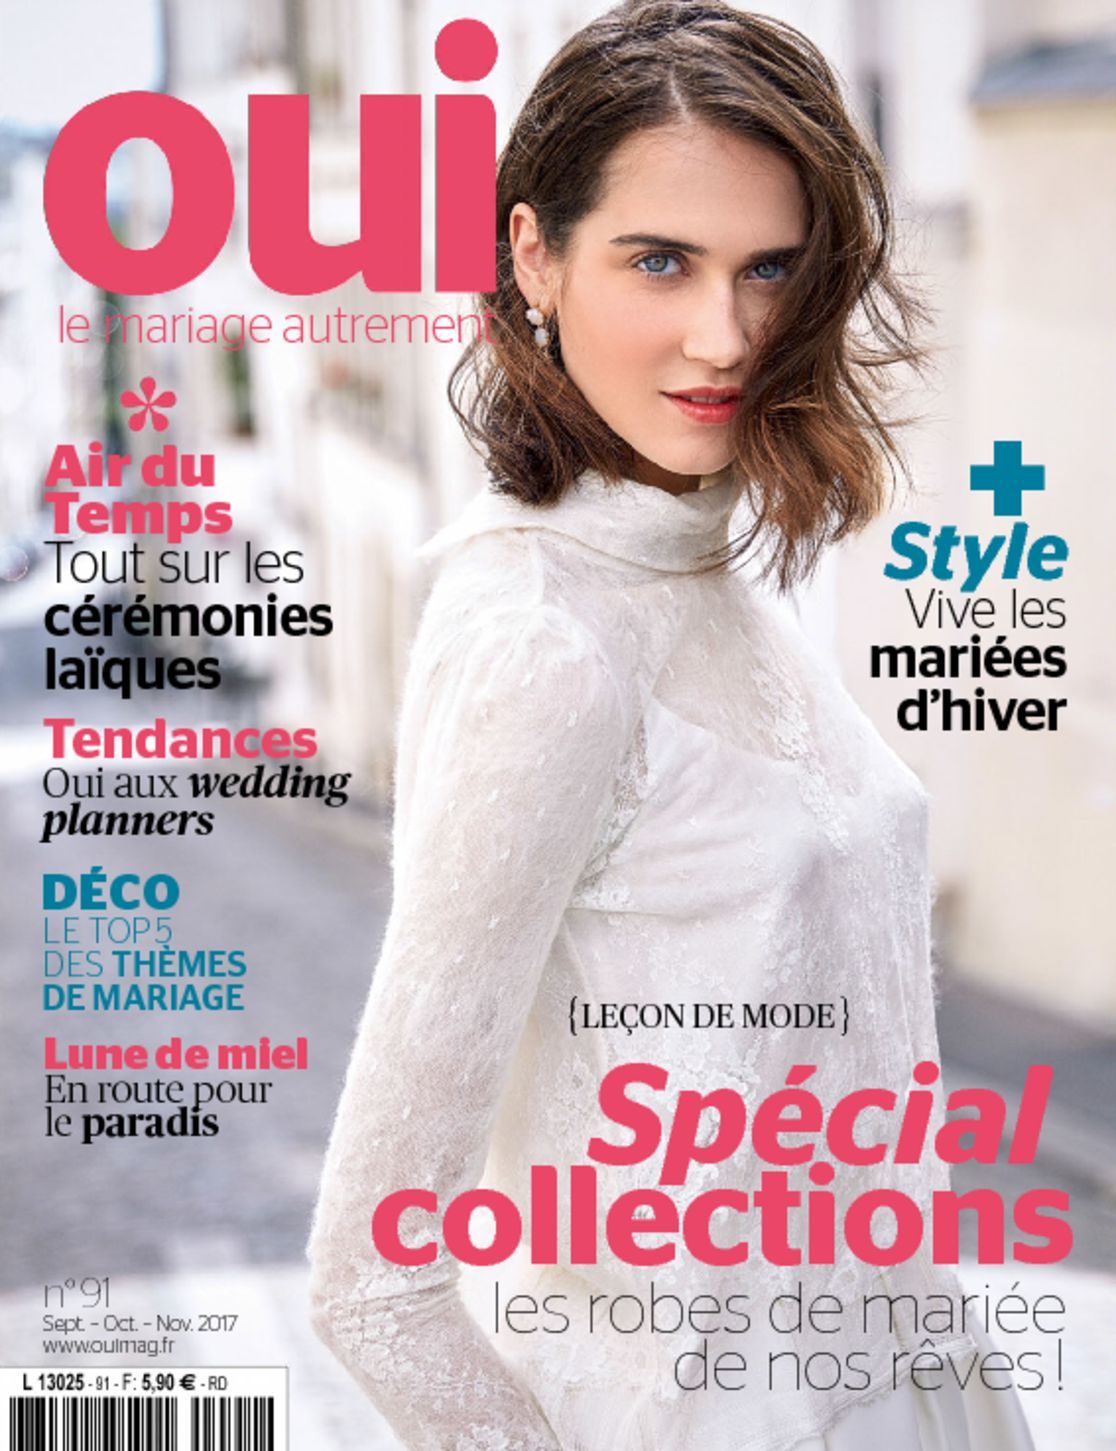 oui
le mariage autrement
*
Air du
Temps
Tout sur les
cérémonies
laïques
Tendances
Oui aux wedding
planners
DÉCO
LE TOP 5
DES THÈMES
DE MARIAGE
Lune de miel
En route pour
le paradis
+
Style
Vive les
mariées
d'hiver
{LEÇON DE MODE}
Spécial
collections
les robes de mariée
de nos rêves !
n°91
Sept. - Oct. - Nov. 2017
www.ouimag.fr
L 13025 - 91 - F: 5,90 € - RD